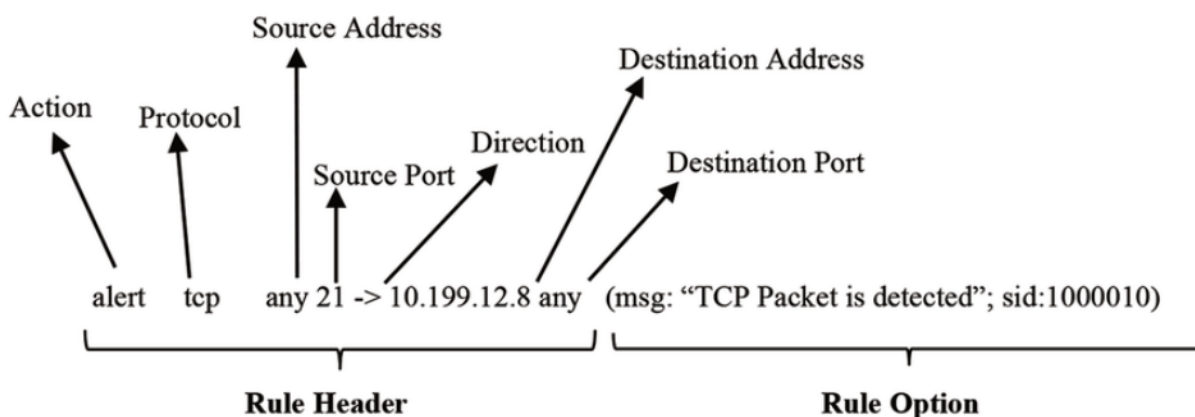 Source Address
Destination Address
Action
Protocol
Direction
Source Port
Destination Port
alert tcp any 21 -> 10.199.12.8 any (msg: “TCP Packet is detected”; sid:1000010)
Rule Header
Rule Option